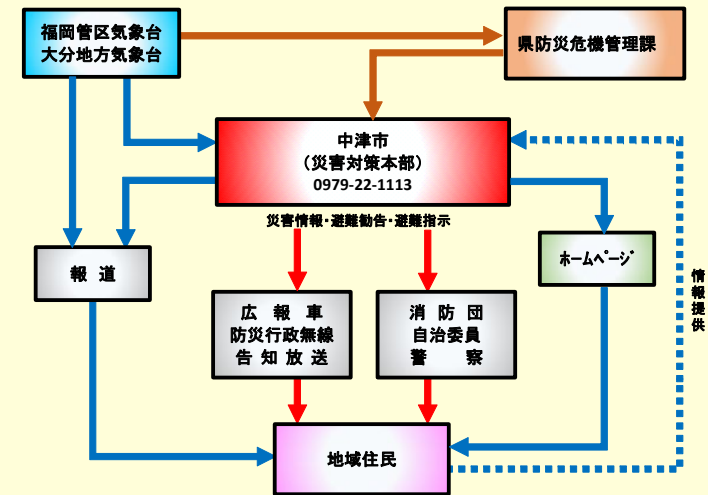 福岡管区気象台
大分地方気象台
県防災危機管理課
中津市
（災害対策本部）
0979-22-1113
災害情報・避難勧告・避難指示
報　道
ホームページ
情報提供
広　報　車
防災行政無線
告 知 放 送
消 防 団
自治委員
警　　察
地域住民